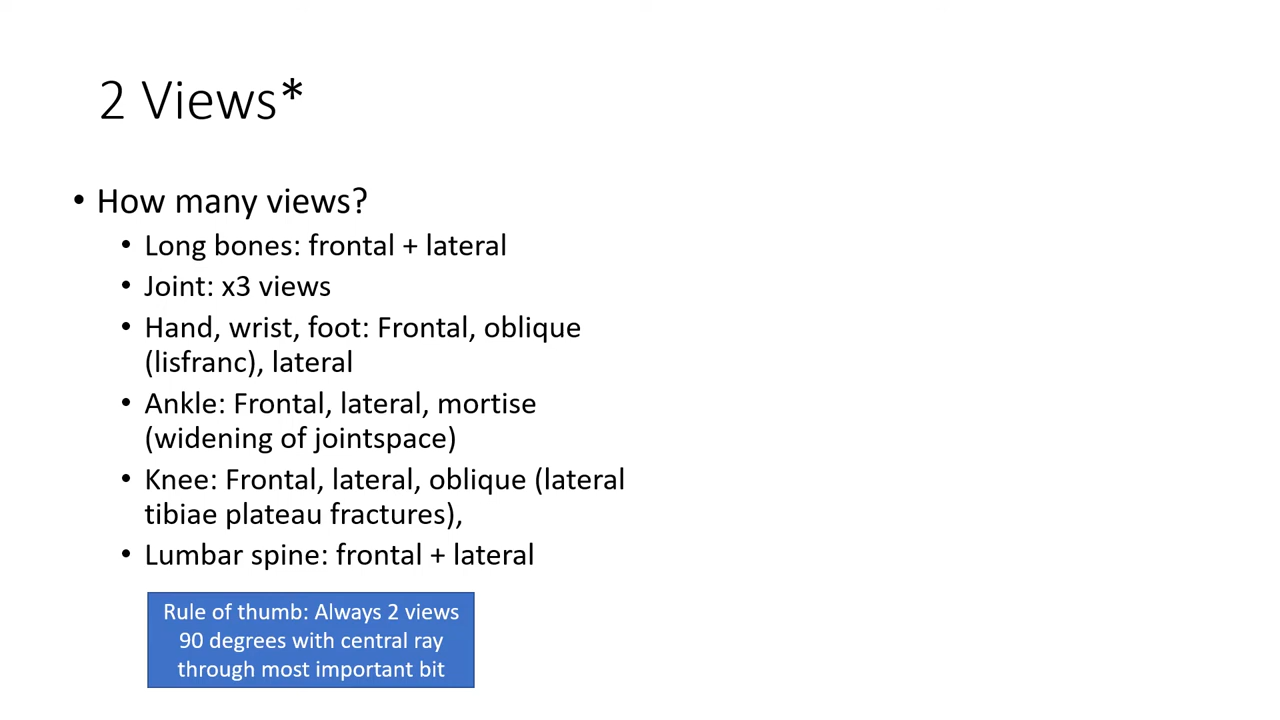 2 Views*
• How many views?
• Long bones: frontal + lateral
• Joint: x3 views
• Hand, wrist, foot: Frontal, oblique
(lisfranc), lateral
• Ankle: Frontal, lateral, mortise
(widening of jointspace)
• Knee: Frontal, lateral, oblique (lateral
tibiae plateau fractures),
• Lumbar spine: frontal + lateral
Rule of thumb: Always 2 views
90 degrees with central ray
through most important bit